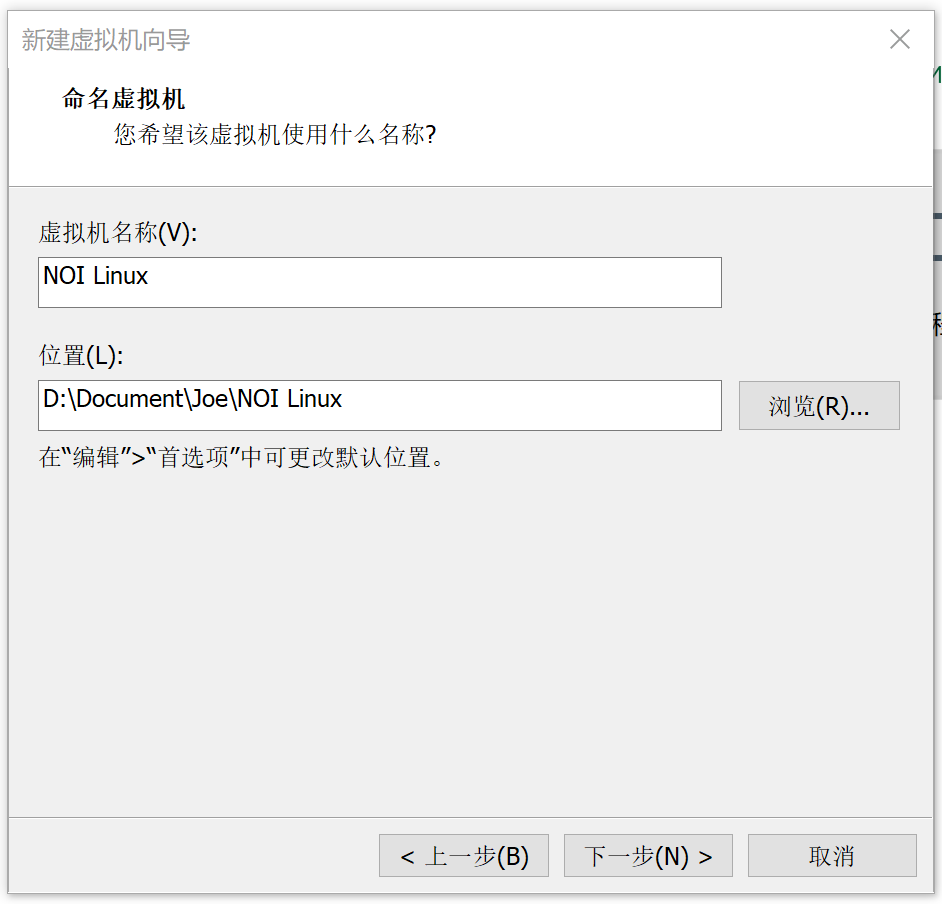 新建虚拟机向导
命名虚拟机
您希望该虚拟机使用什么名称?
虚拟机名称(V):
NOI Linux
位置(L):
D:\Document\Joe\NOI Linux
浏览(R)...
在“编辑”>“首选项”中可更改默认位置。
< 上一步(B)
下一步(N) >
取消